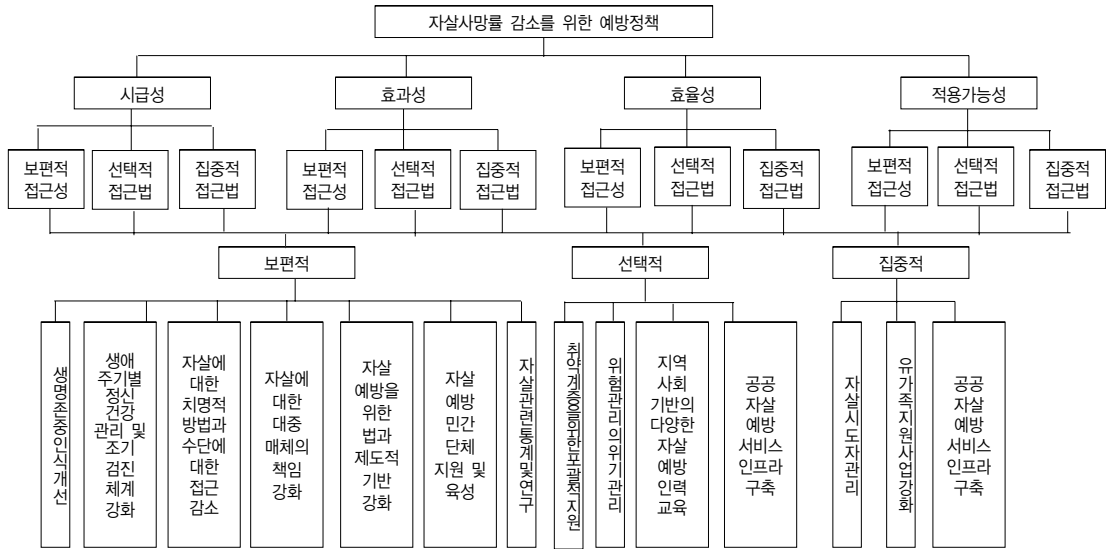 자살사망률 감소를 위한 예방정책
시급성
효과성
효율성
적용가능성
보편적
접근성
선택적
접근법
집중적
접근법
보편적
접근성
선택적
접근법
집중적
접근법
보편적
접근성
선택적
접근법
집중적
접근법
보편적
접근성
선택적
접근법
집중적
접근법
보편적
선택적
집중적
생명존중인식개선
생애
주기별
정신
건강
관리 및
조기
검진
체계
강화
자살에
대한
치명적
방법과
수단에
대한
접근
감소
자살에
대한
대중
매체의
책임
강화
자살
예방을
위한
법과
제도적
기반
강화
자살
예방
민간
단체
지원 및
육성
자살관련통계및연구
취약계층을위한포괄적지원
위험관리의위기관리
지역
사회
기반의
다양한
자살
예방
인력
교육
공공
자살
예방
서비스
인프라
구축
자살시도자관리
유가족지원사업강화
공공
자살
예방
서비스
인프라
구축